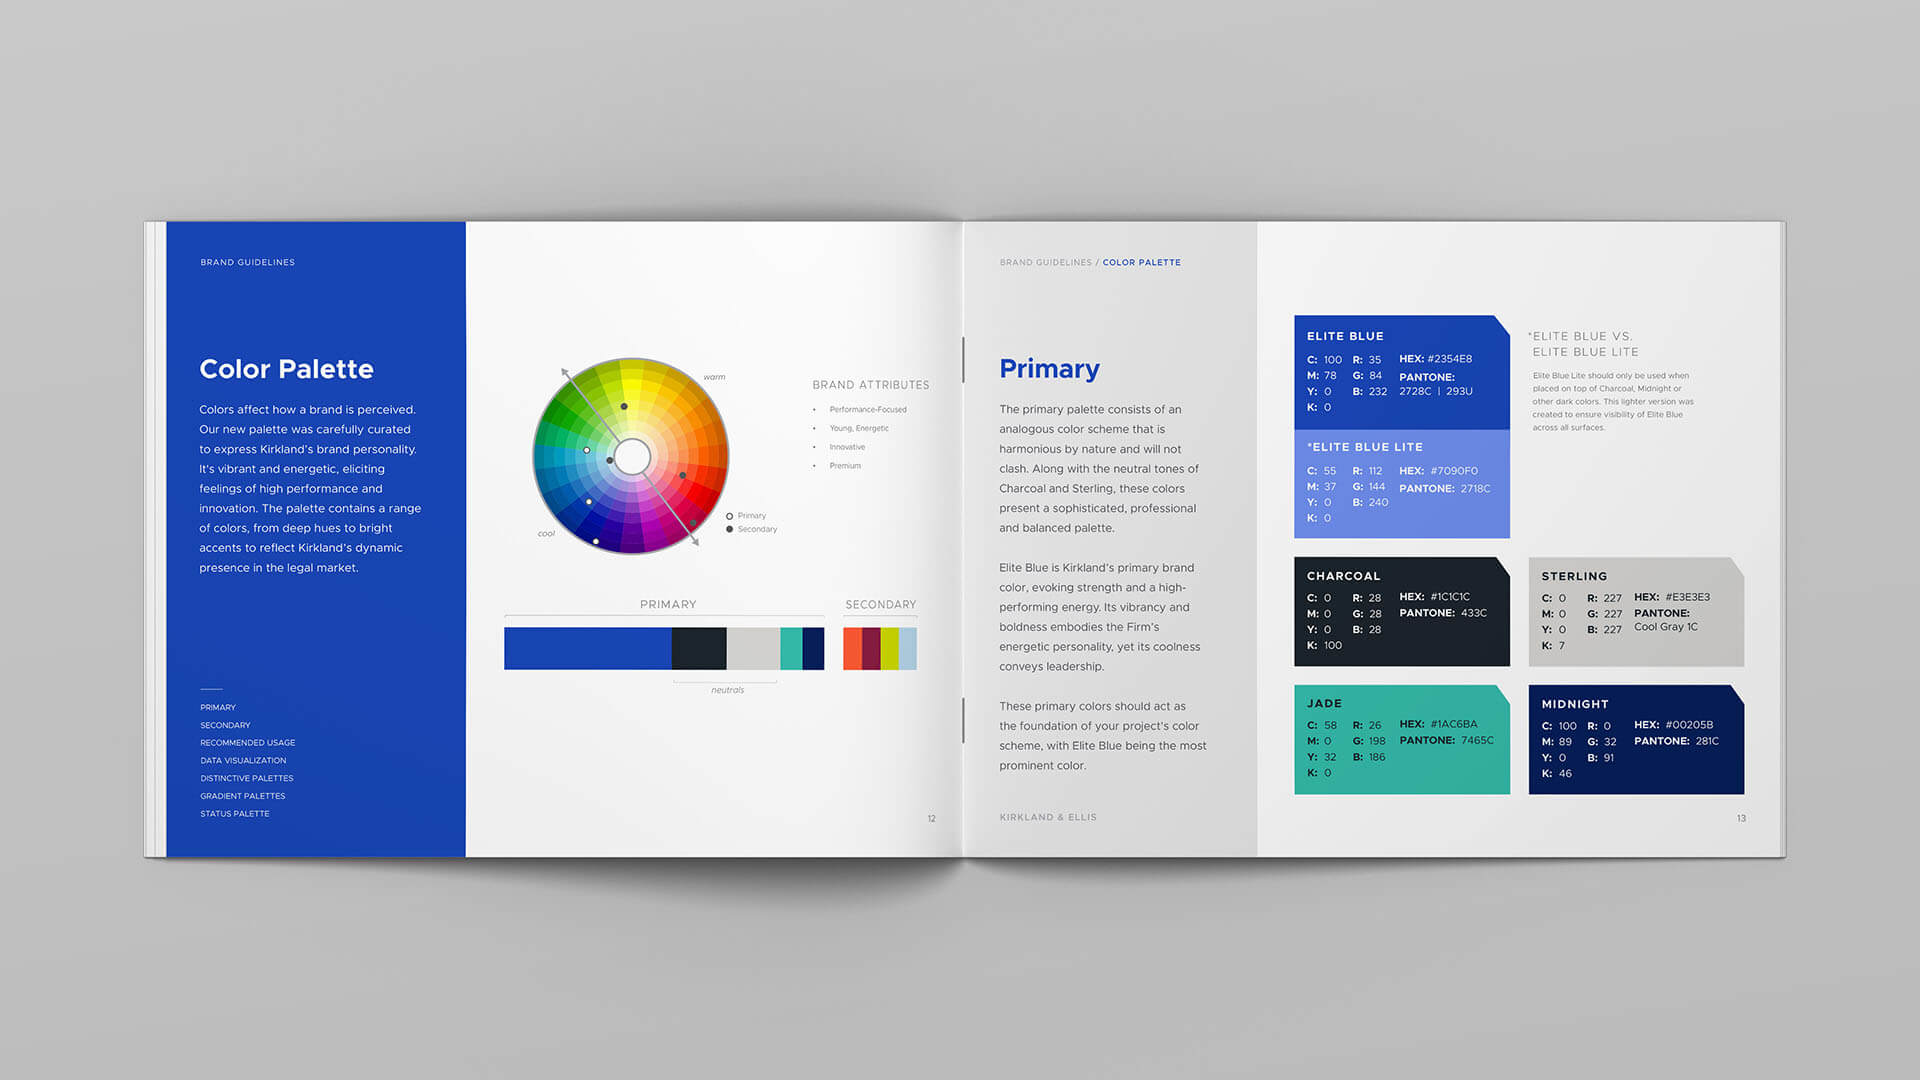 BRAND GUIDELINES
Color Palette
Colors affect how a brand is perceived.
Our new palette was carefully curated
to express Kirkland's brand personality.
It's vibrant and energetic, eliciting
feelings of high performance and
innovation. The palette contains a range
of colors, from deep hues to bright
accents to reflect Kirkland's dynamic
presence in the legal market.
PRIMARY
SECONDARY
RECOMMENDED USAGE
DATA VISUALIZATION
DISTINCTIVE PALETTES
GRADIENT PALETTES
STATUS PALETTE
warm
cool
Primary
Secondary
BRAND ATTRIBUTES
• Performance-Focused
• Young, Energetic
• Innovative
• Premium
PRIMARY
SECONDARY
neutrals
12
BRAND GUIDELINES / COLOR PALETTE
Primary
The primary palette consists of an
analogous color scheme that is
harmonious by nature and will not
clash. Along with the neutral tones of
Charcoal and Sterling, these colors
present a sophisticated, professional
and balanced palette.
Elite Blue is Kirkland's primary brand
color, evoking strength and a high-
performing energy. Its vibrancy and
boldness embodies the Firm's
energetic personality, yet its coolness
conveys leadership.
These primary colors should act as
the foundation of your project's color
scheme, with Elite Blue being the most
prominent color.
KIRKLAND & ELLIS
ELITE BLUE
C: 100 R: 35 HEX: #2354E8
M: 78 G: 84 PANTONE:
Y: 0 B: 232 2728C | 293U
K: 0
*ELITE BLUE LITE
C: 55 R: 112 HEX: #7090F0
M: 37 G: 144 PANTONE: 2718C
Y: 0 B: 240
K: 0
*ELITE BLUE VS.
ELITE BLUE LITE
Elite Blue Lite should only be used when
placed on top of Charcoal, Midnight or
other dark colors. This lighter version was
created to ensure visibility of Elite Blue
across all surfaces.
CHARCOAL
C: 0 R: 28 HEX: #1C1C1C
M: 0 G: 28 PANTONE: 433C
Y: 0 B: 28
K: 100
STERLING
C: 0 R: 227 HEX: #E3E3E3
M: 0 G: 227 PANTONE:
Y: 0 B: 227 Cool Gray 1C
K: 7
JADE
C: 58 R: 26 HEX: #1AC6BA
M: 0 G: 198 PANTONE: 7465C
Y: 32 B: 186
K: 0
MIDNIGHT
C: 100 R: 0 HEX: #00205B
M: 89 G: 32 PANTONE: 281C
Y: 0 B: 91
K: 46
13